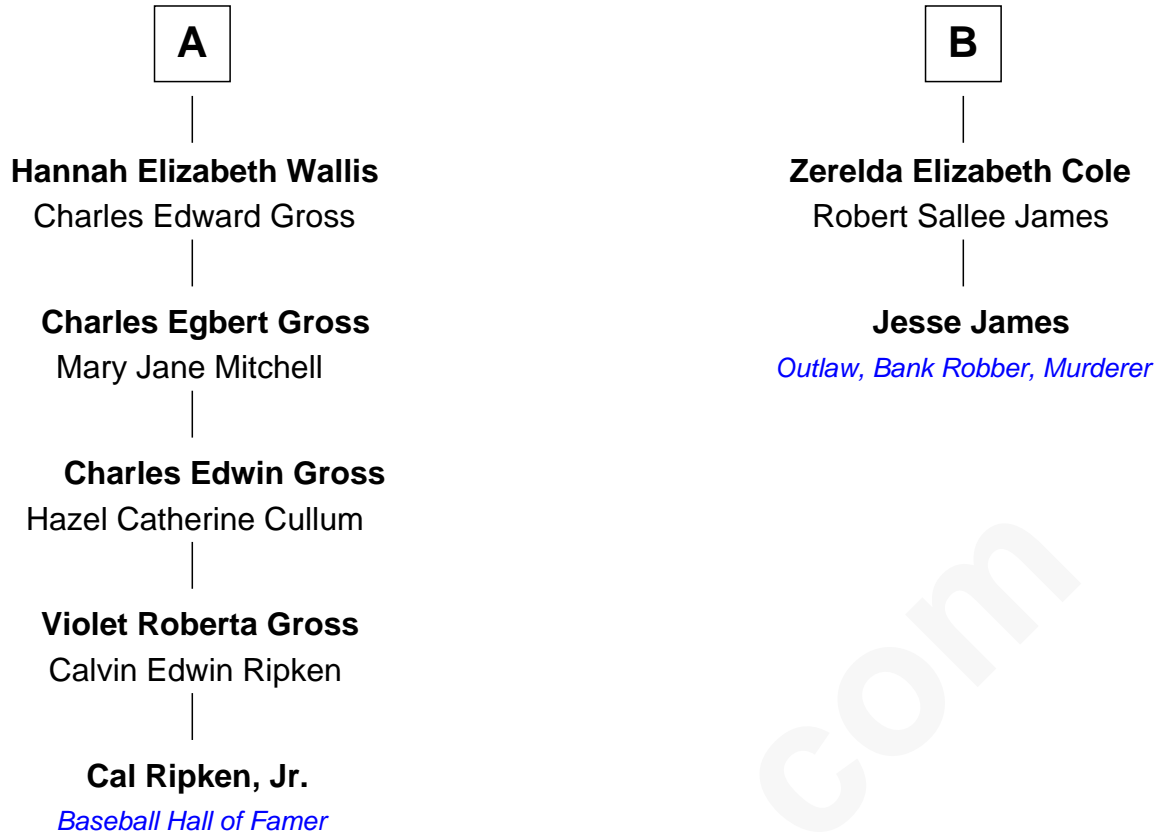 A
Hannah Elizabeth Wallis
Charles Edward Gross
Charles Egbert Gross
Mary Jane Mitchell
Charles Edwin Gross
Hazel Catherine Cullum
Violet Roberta Gross
Calvin Edwin Ripken
Cal Ripken, Jr.
Baseball Hall of Famer
B
Zerelda Elizabeth Cole
Robert Sallee James
Jesse James
Outlaw, Bank Robber, Murderer
com